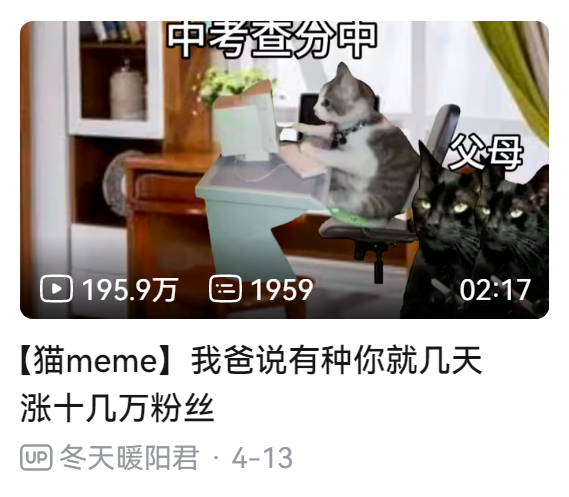 中考查分中
父母
195.9万 1959 02:17
【猫meme】我爸说有种你就几天
涨十几万粉丝
UP 冬天暖阳君 · 4-13